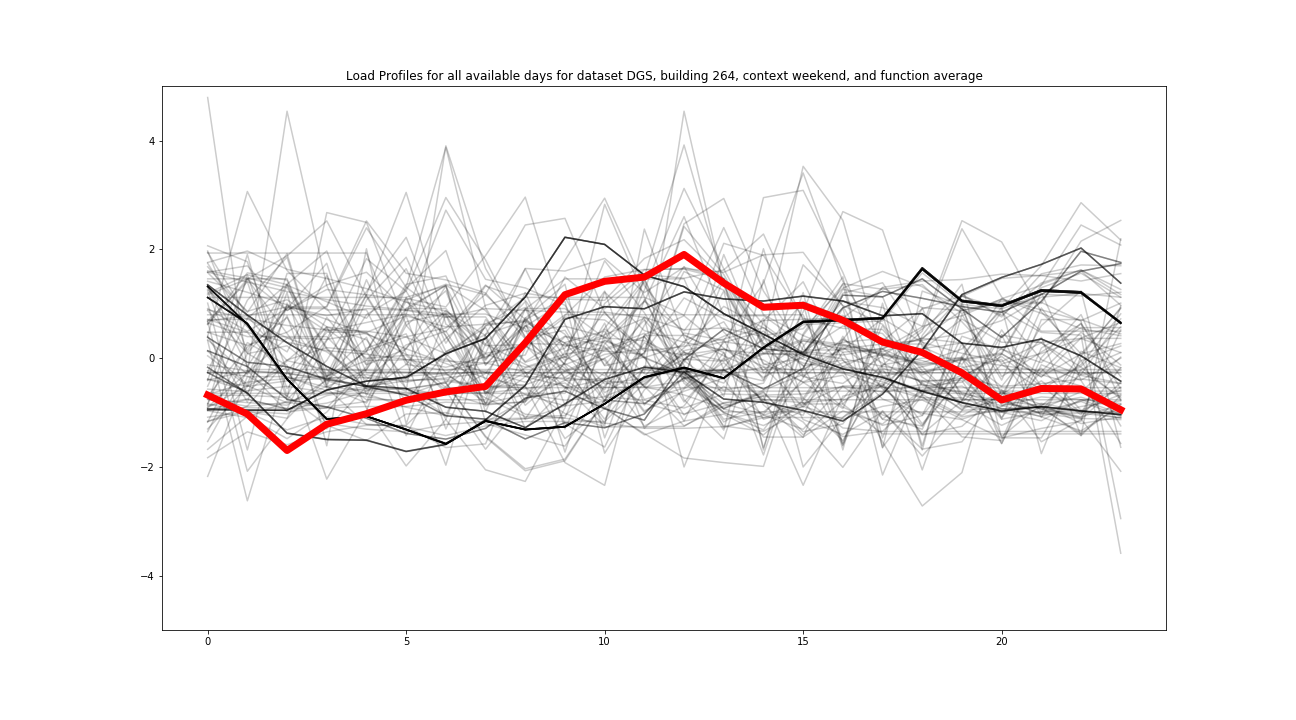 Load Profiles for all available days for dataset DGS, building 264, context weekend, and function average
4
2
0
−2
−4
0 5 10 15 20